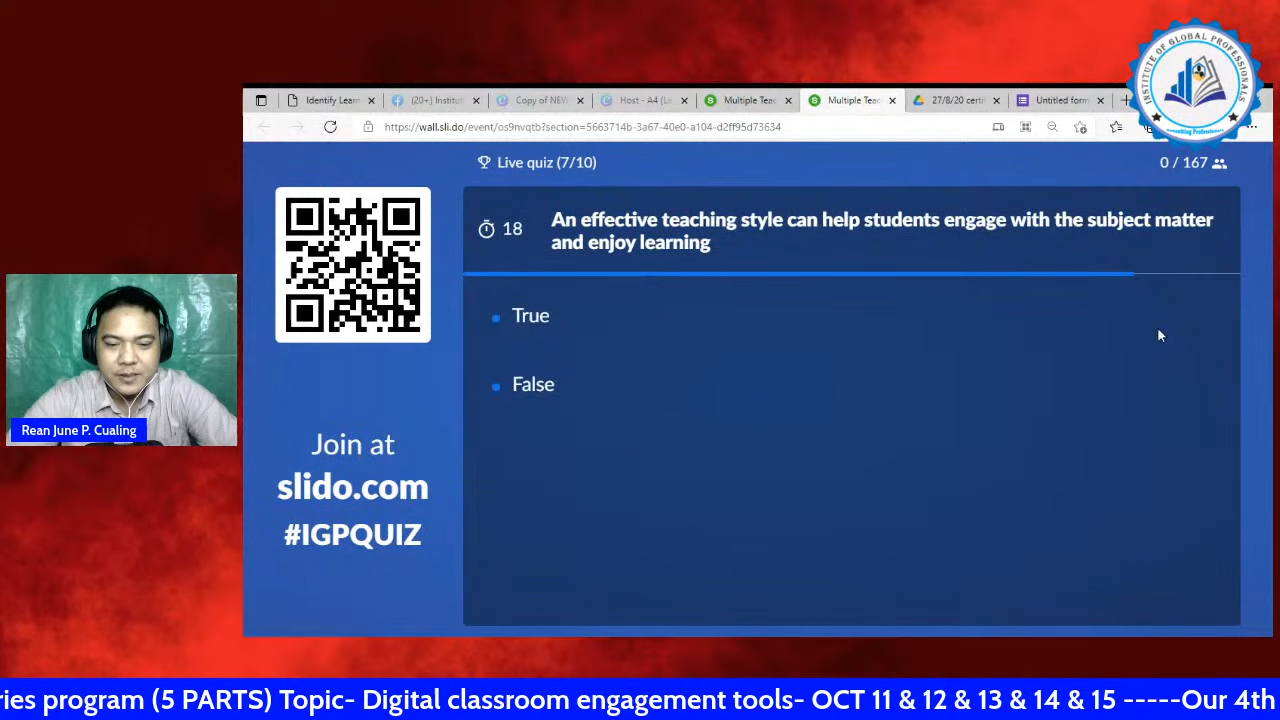 INSTITUTE OF GLOBAL PROFESSIONALS
Identify Lear
(20+) Institut
Copy of NEW
Host - A4 (Le
Multiple Teac
Multiple Teac
27/8/20 certi
Untitled form
https://wall.sli.do/event/os9nvqtb?section=5663714b-3a67-40e0-a104-d2ff95d73634
Live quiz (7/10)
0 / 167
18
An effective teaching style can help students engage with the subject matter
and enjoy learning
True
False
Join at
slido.com
#IGPQUIZ
Rean June P. Cualing
ries program (5 PARTS) Topic- Digital classroom engagement tools- OCT 11 & 12 & 13 & 14 & 15 -----Our 4th